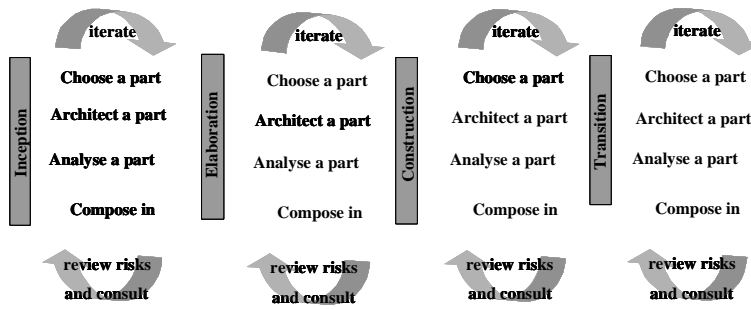 iterate
Inception
Choose a part
Architect a part
Analyse a part
Compose in
review risks
and consult
iterate
Elaboration
Choose a part
Architect a part
Analyse a part
Compose in
review risks
and consult
iterate
Construction
Choose a part
Architect a part
Analyse a part
Compose in
review risks
and consult
iterate
Transition
Choose a part
Architect a part
Analyse a part
Compose in
review risks
and consult